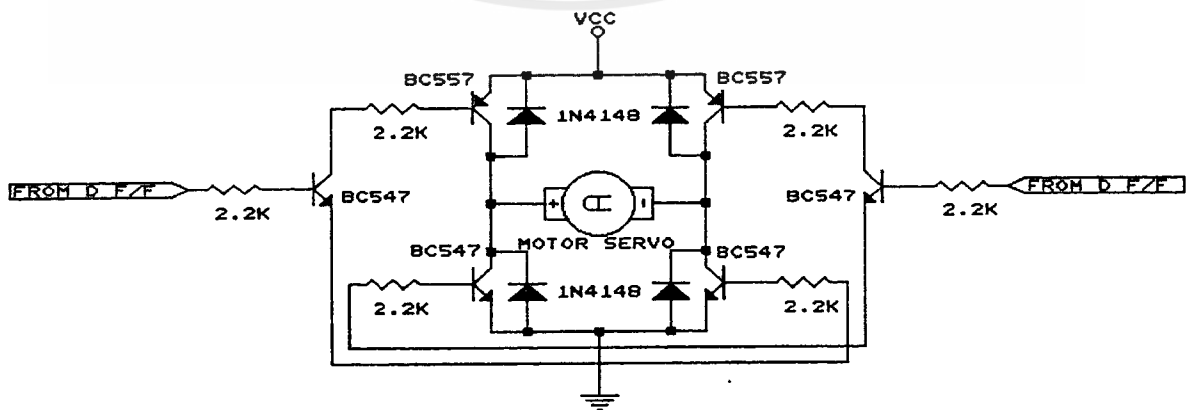 VCC
BC557
BC557
1N4148
2.2K
2.2K
FROM D F/F
FROM D F/F
BC547
BC547
2.2K
2.2K
+
-
MOTOR SERVO
BC547
BC547
1N4148
2.2K
2.2K